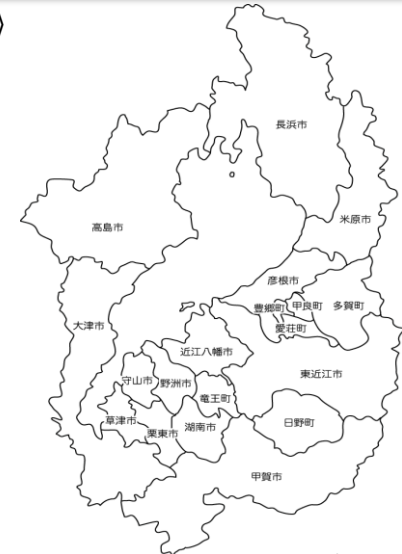 長浜市
米原市
高島市
彦根市
豊郷町
甲良町
多賀町
愛荘町
大津市
近江八幡市
東近江市
守山市
野洲市
竜王町
草津市
栗東市
湖南市
日野町
甲賀市